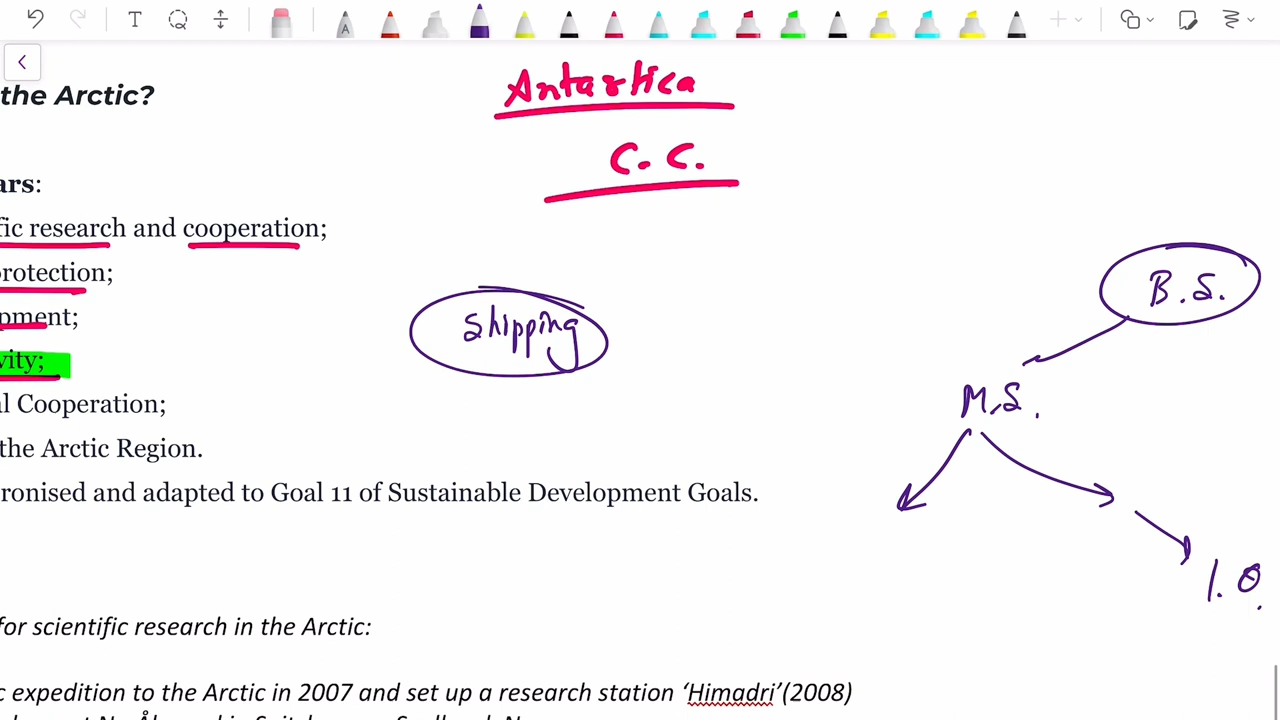 the Arctic?
Antartica
C. C.
ars:
fic research and cooperation;
rotection;
pment;
vity;
l Cooperation;
the Arctic Region.
ronised and adapted to Goal 11 of Sustainable Development Goals.
Shipping
B.S.
M.S.
I.O.
for scientific research in the Arctic:
c expedition to the Arctic in 2007 and set up a research station ‘Himadri’(2008)